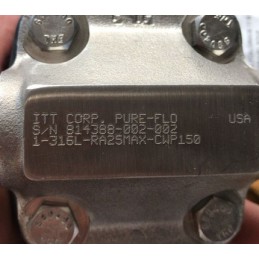 ITT CORP. PURE-FLO USA
S/N 814388-002-002
1-316L-RA25MAX-CWP150